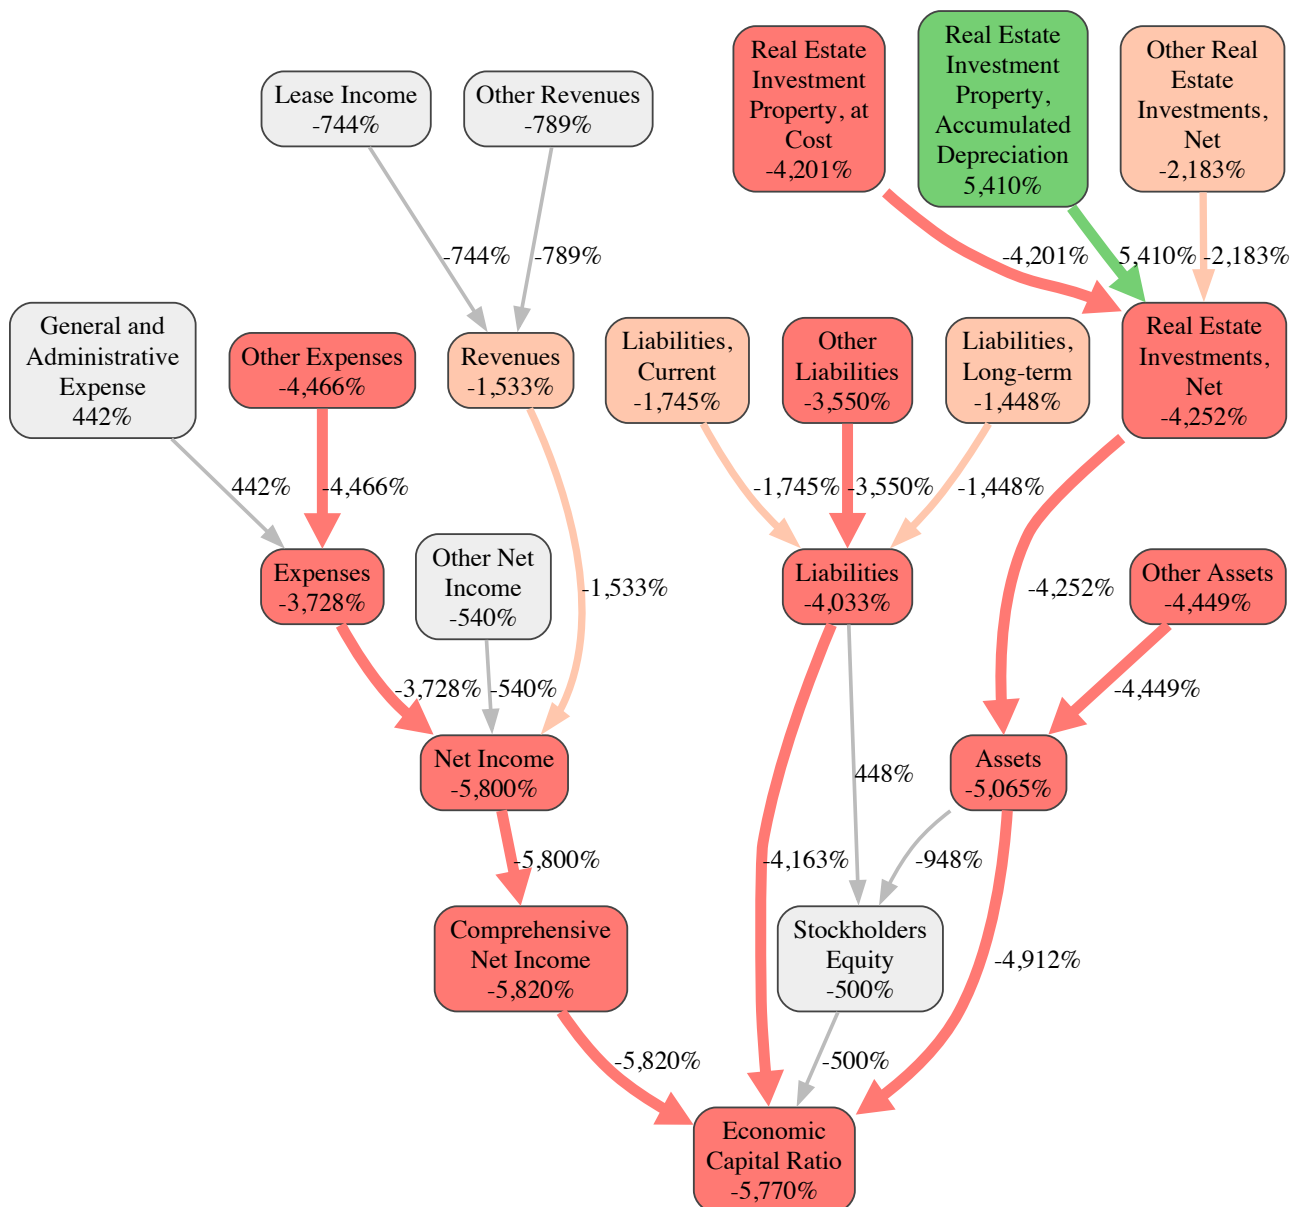 Real Estate
Investment
Property, at
Cost
-4,201%
Real Estate
Investment
Property,
Accumulated
Depreciation
5,410%
Other Real
Estate
Investments,
Net
-2,183%
Lease Income
-744%
Other Revenues
-789%
-744%
-789%
-4,201%
5,410%
-2,183%
General and
Administrative
Expense
442%
Other Expenses
-4,466%
Revenues
-1,533%
Liabilities,
Current
-1,745%
Other
Liabilities
-3,550%
Liabilities,
Long-term
-1,448%
Real Estate
Investments,
Net
-4,252%
442%
-4,466%
-1,745%
-3,550%
-1,448%
Expenses
-3,728%
Other Net
Income
-540%
-1,533%
Liabilities
-4,033%
-4,252%
Other Assets
-4,449%
-3,728%
-540%
-4,449%
Net Income
-5,800%
448%
Assets
-5,065%
-5,800%
-4,163%
-948%
Comprehensive
Net Income
-5,820%
Stockholders
Equity
-500%
-4,912%
-5,820%
-500%
Economic
Capital Ratio
-5,770%